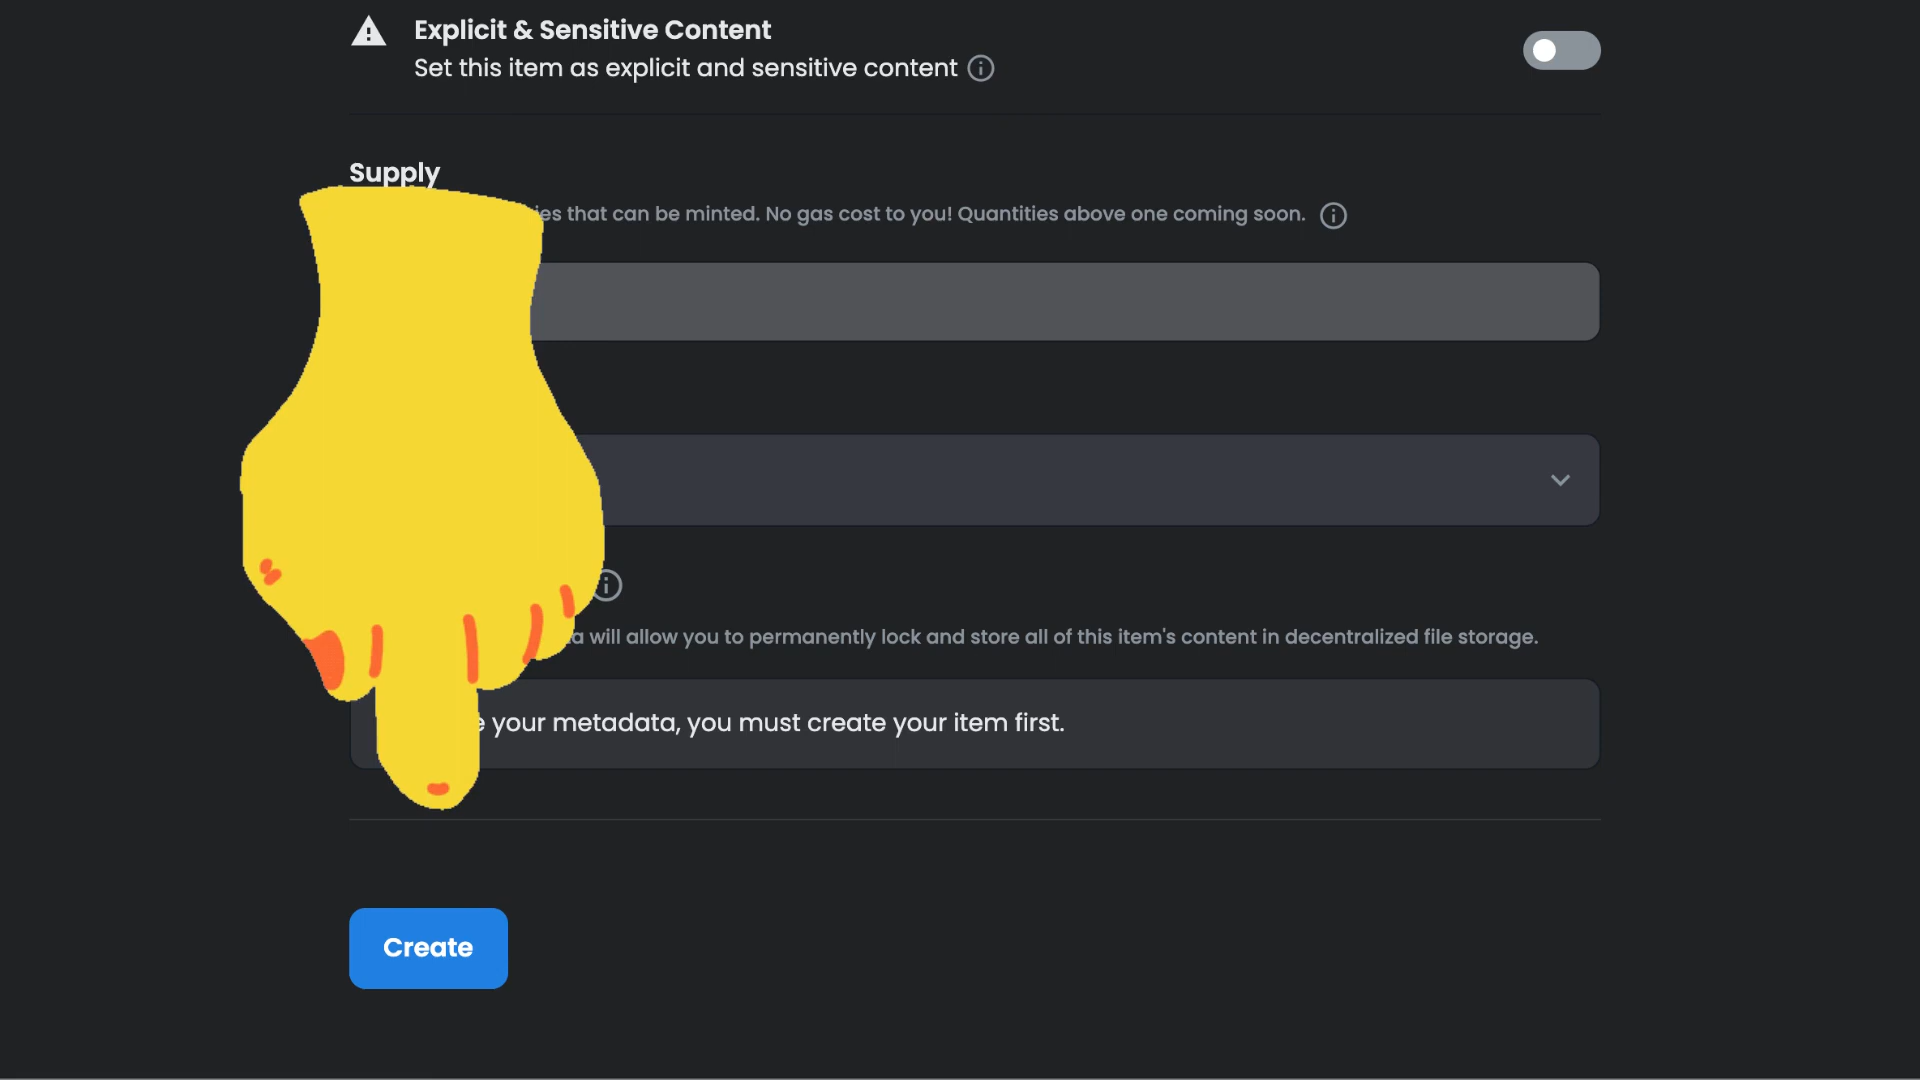 Explicit & Sensitive Content
Set this item as explicit and sensitive content
Supply
that can be minted. No gas cost to you! Quantities above one coming soon.
will allow you to permanently lock and store all of this item's content in decentralized file storage.
your metadata, you must create your item first.
Create